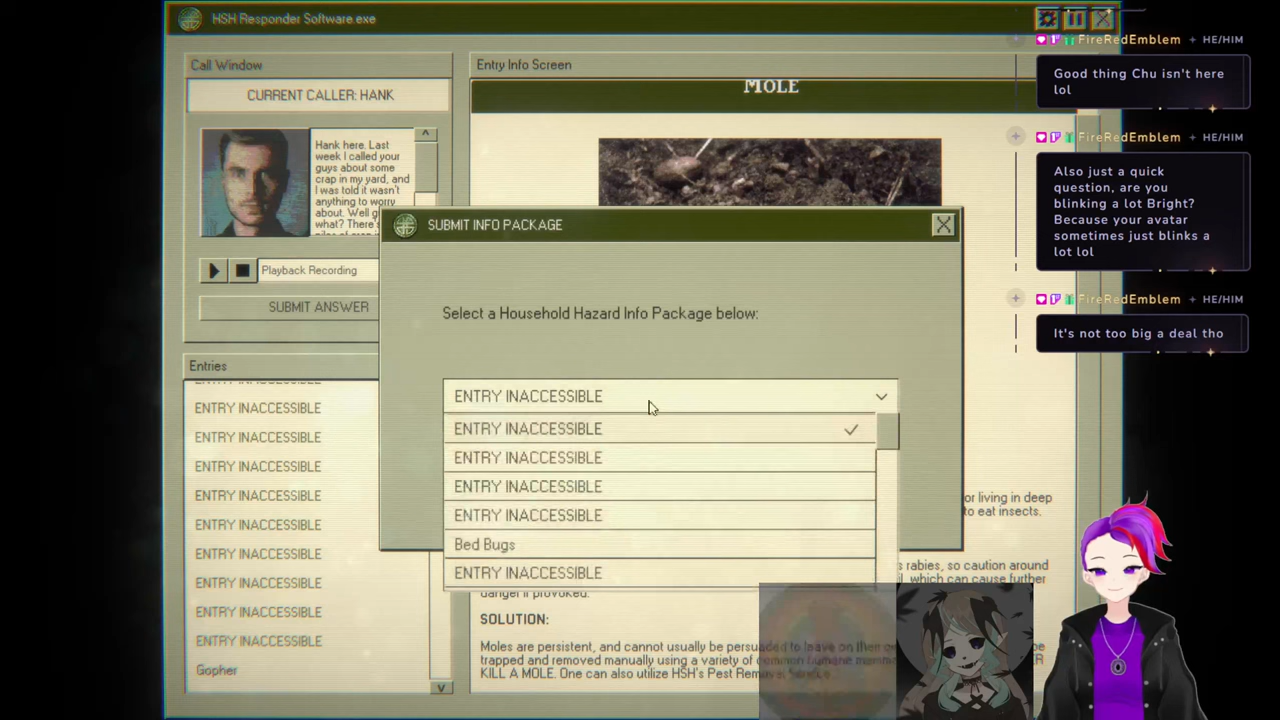 HSH Responder Software.exe
Call Window
CURRENT CALLER: HANK
Hank here. Last
week I called your
guys about some
crap in my yard, and
I was told it wasn't
anything to worry
about. Well
what? There's
Playback Recording
SUBMIT ANSWER
Entries
ENTRY INACCESSIBLE
ENTRY INACCESSIBLE
ENTRY INACCESSIBLE
ENTRY INACCESSIBLE
ENTRY INACCESSIBLE
ENTRY INACCESSIBLE
ENTRY INACCESSIBLE
ENTRY INACCESSIBLE
ENTRY INACCESSIBLE
ENTRY INACCESSIBLE
Gopher
Entry Info Screen
MOLE
or living in deep
to eat insects.
s rabies, so caution around
which can cause further
danger if provoked.
SOLUTION:
Moles are persistent, and cannot usually be persuaded to leave on their
trapped and removed manually using a variety of common humane
KILL A MOLE. One can also utilize HSH's Pest Removal Service
SUBMIT INFO PACKAGE
Select a Household Hazard Info Package below:
ENTRY INACCESSIBLE
ENTRY INACCESSIBLE
ENTRY INACCESSIBLE
ENTRY INACCESSIBLE
ENTRY INACCESSIBLE
Bed Bugs
ENTRY INACCESSIBLE
FireRedEmblem + HE/HIM
Good thing Chu isn't here
lol
FireRedEmblem + HE/HIM
Also just a quick
question, are you
blinking a lot Bright?
Because your avatar
sometimes just blinks a
lot lol
FireRedEmblem + HE/HIM
It's not too big a deal tho